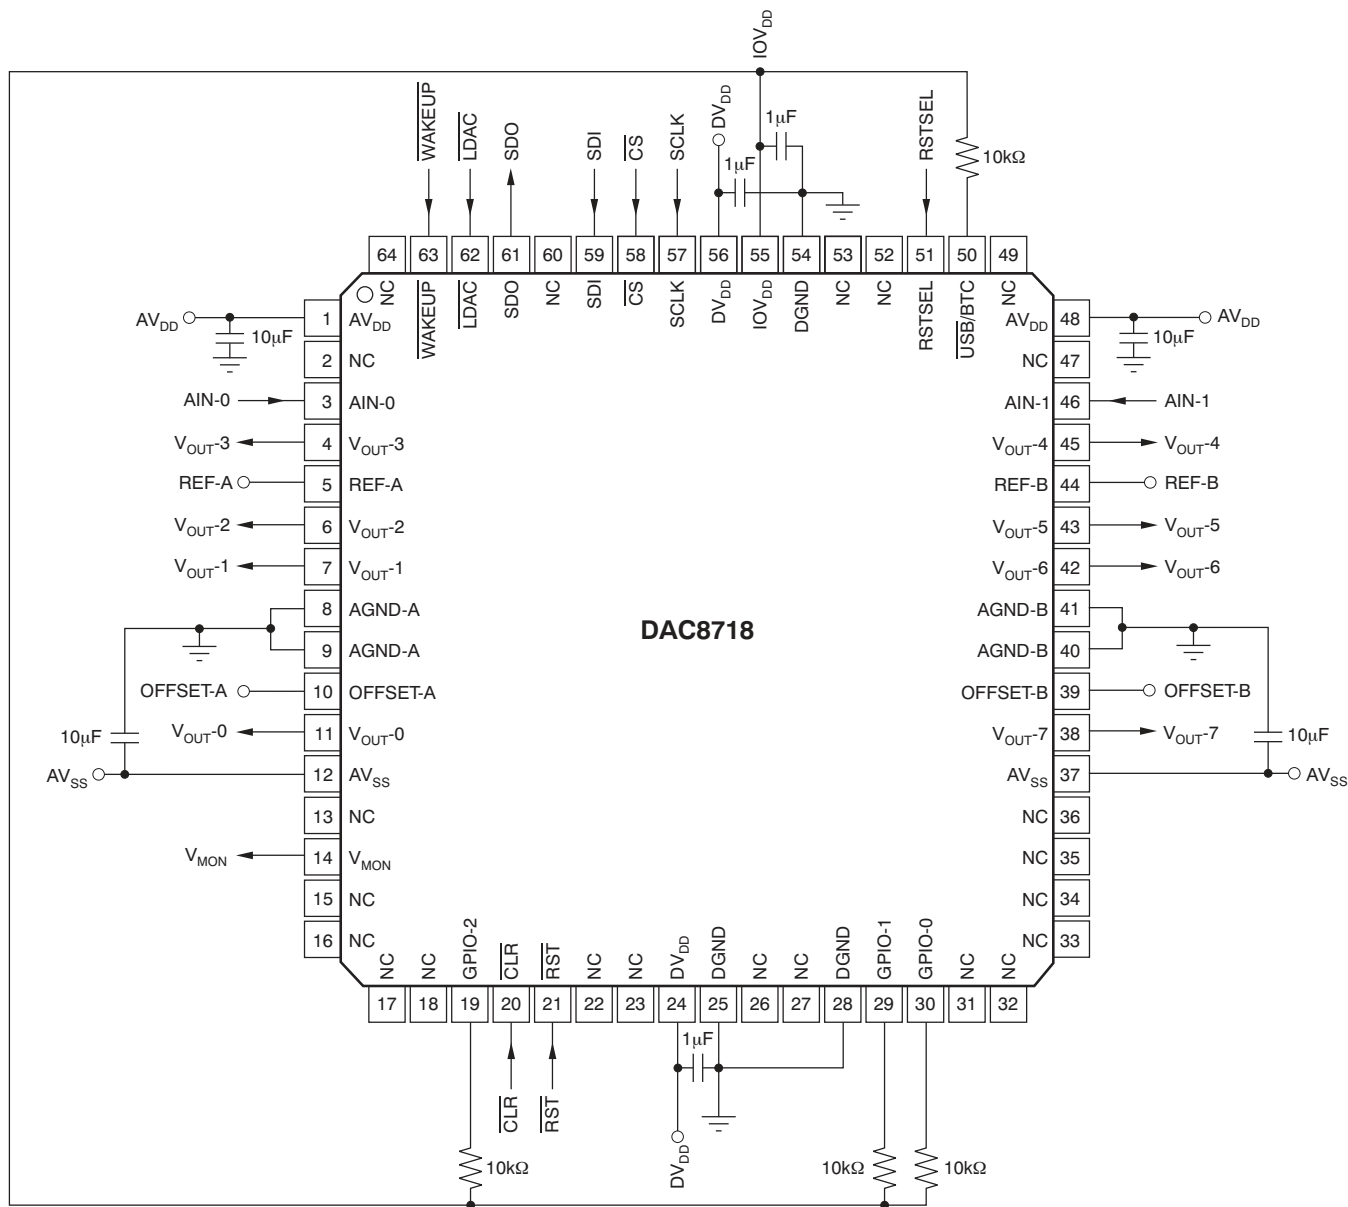 IOVDD
WAKEUP
LDAC
SDO
SDI
CS
SCLK
DVDD
1μF
1μF
RSTSEL
10kΩ
64 63 62 61 60 59 58 57 56 55 54 53 52 51 50 49
NC WAKEUP LDAC SDO NC SDI CS SCLK DVDD IOVDD DGND NC NC RSTSEL USB/BTC NC
AVDD 10μF 1 AVDD
2 NC
AIN-0 3 AIN-0
VOUT-3 4 VOUT-3
REF-A 5 REF-A
VOUT-2 6 VOUT-2
VOUT-1 7 VOUT-1
8 AGND-A
9 AGND-A
OFFSET-A 10 OFFSET-A
10μF
VOUT-0 11 VOUT-0
AVSS 12 AVSS
13 NC
VMON 14 VMON
15 NC
16 NC
DAC8718
AVDD 48 10μF AVDD
NC 47
AIN-1 46 AIN-1
VOUT-4 45 VOUT-4
REF-B 44 REF-B
VOUT-5 43 VOUT-5
VOUT-6 42 VOUT-6
AGND-B 41
AGND-B 40
OFFSET-B 39 OFFSET-B
VOUT-7 38 VOUT-7
10μF
AVSS 37 AVSS
NC 36
NC 35
NC 34
NC 33
NC NC GPIO-2 CLR RST NC NC DVDD DGND NC NC DGND GPIO-1 GPIO-0 NC NC
17 18 19 20 21 22 23 24 25 26 27 28 29 30 31 32
1μF
CLR
RST
DVDD
10kΩ
10kΩ
10kΩ